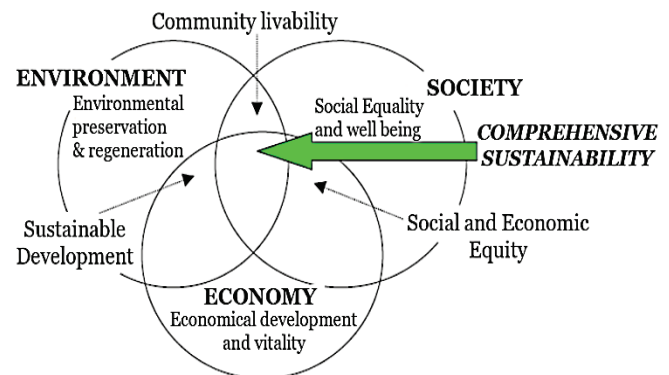 Community livability
ENVIRONMENT
Environmental
preservation
& regeneration
SOCIETY
Social Equality
and well being
COMPREHENSIVE
SUSTAINABILITY
Sustainable
Development
Social and Economic
Equity
ECONOMY
Economical development
and vitality